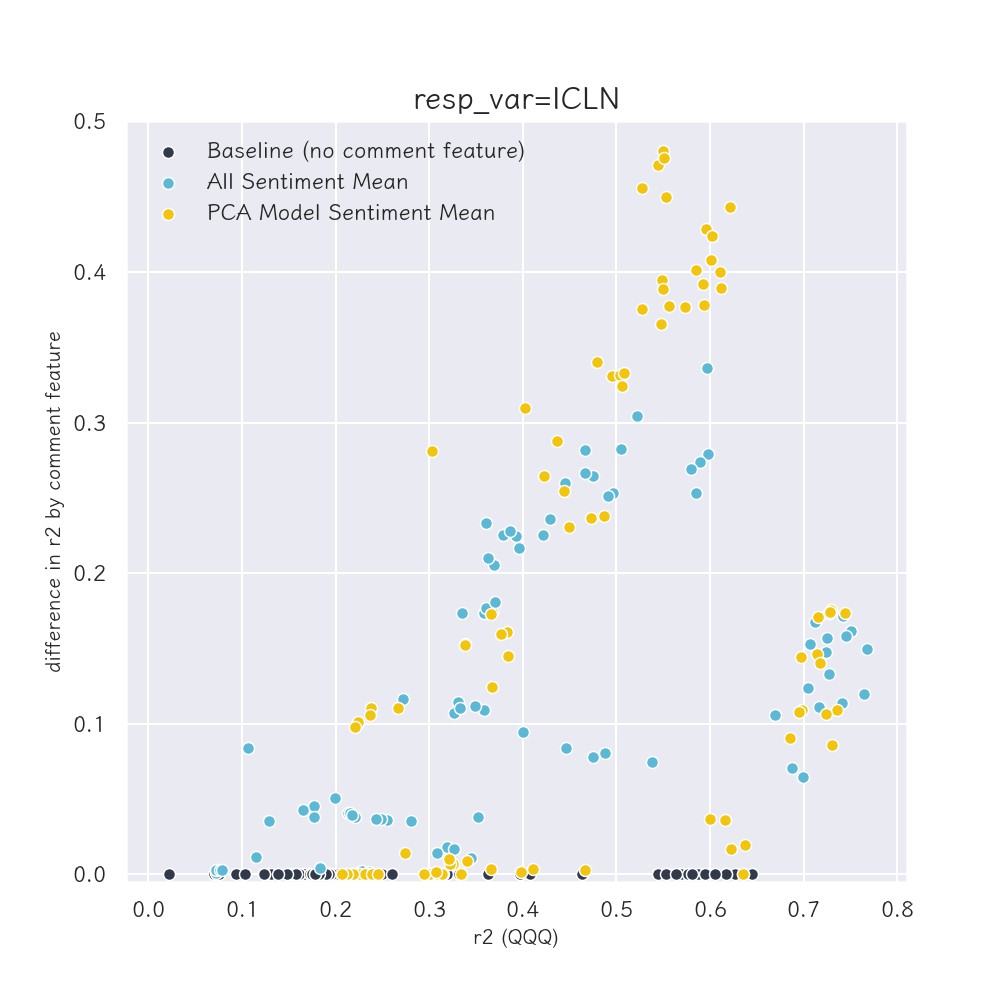 resp_var=ICLN
0.5
Baseline (no comment feature)
All Sentiment Mean
PCA Model Sentiment Mean
0.4
0.3
0.2
0.1
0.0
difference in r2 by comment feature
0.0 0.1 0.2 0.3 0.4 0.5 0.6 0.7 0.8
r2 (QQQ)